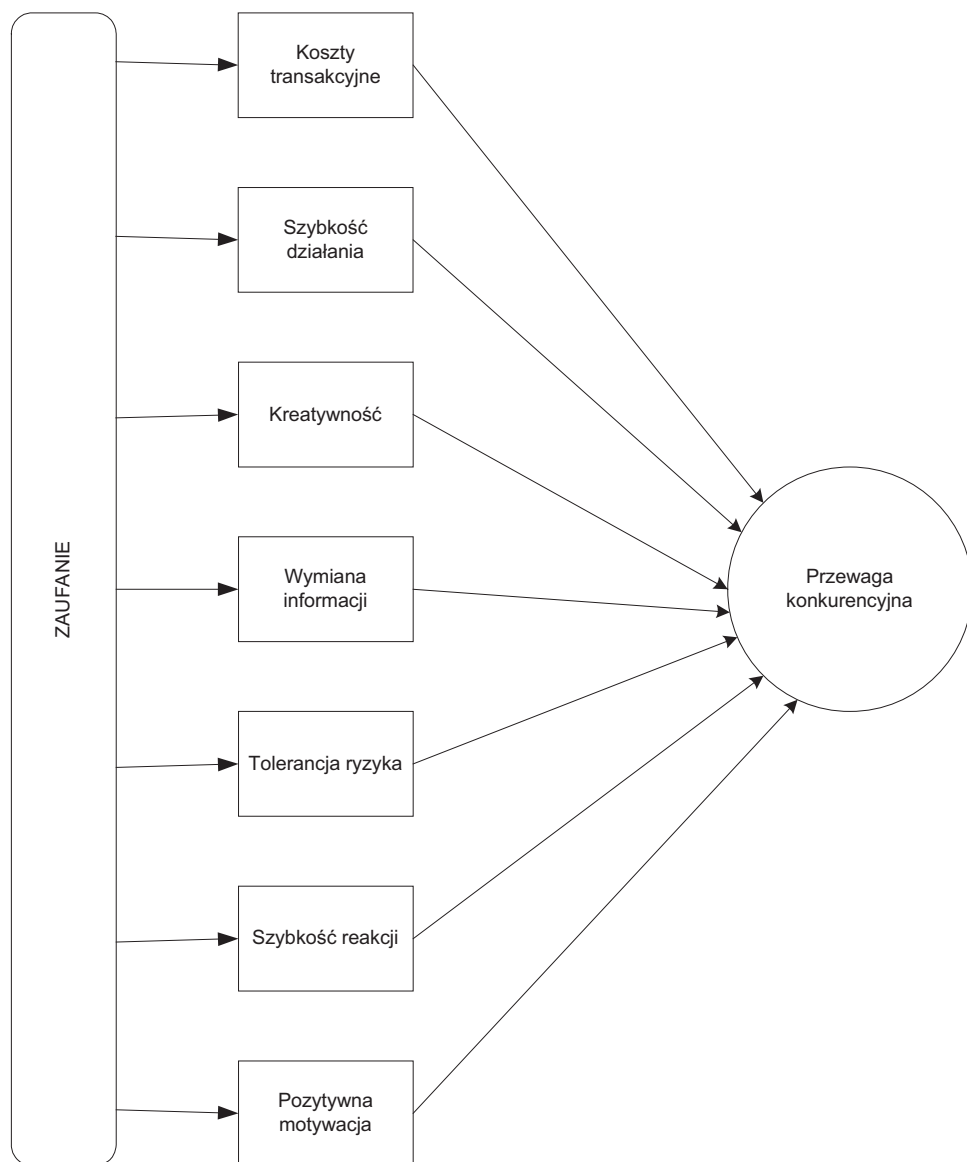 ZAUFANIE
Koszty
transakcyjne
Szybkość
działania
Kreatywność
Wymiana
informacji
Tolerancja ryzyka
Szybkość reakcji
Pozytywna
motywacja
Przewaga
konkurencyjna